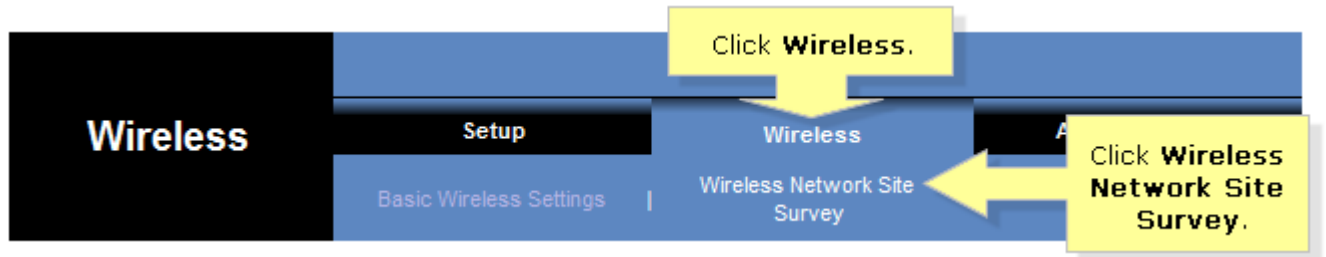 Click Wireless.
Wireless
Setup
Wireless
A
Basic Wireless Settings |
Wireless Network Site
Survey
Click Wireless
Network Site
Survey.